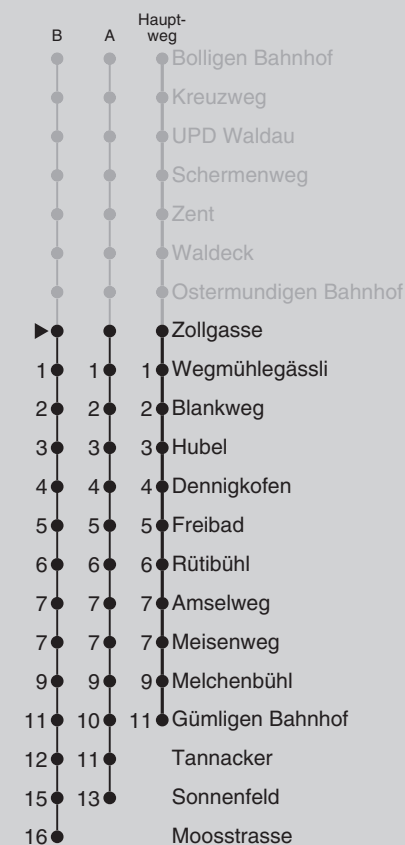 B A Haupt-
weg
Bolligen Bahnhof
Kreuzweg
UPD Waldau
Schermenweg
Zent
Waldeck
Ostermundigen Bahnhof
Zollgasse
1 1 1 Wegmühlegässli
2 2 2 Blankweg
3 3 3 Hubel
4 4 4 Dennigkofen
5 5 5 Freibad
6 6 6 Rütibühl
7 7 7 Amselweg
7 7 7 Meisenweg
9 9 9 Melchenbühl
11 10 11 Gümligen Bahnhof
12 11 Tannacker
15 13 Sonnenfeld
16 Moosstrasse